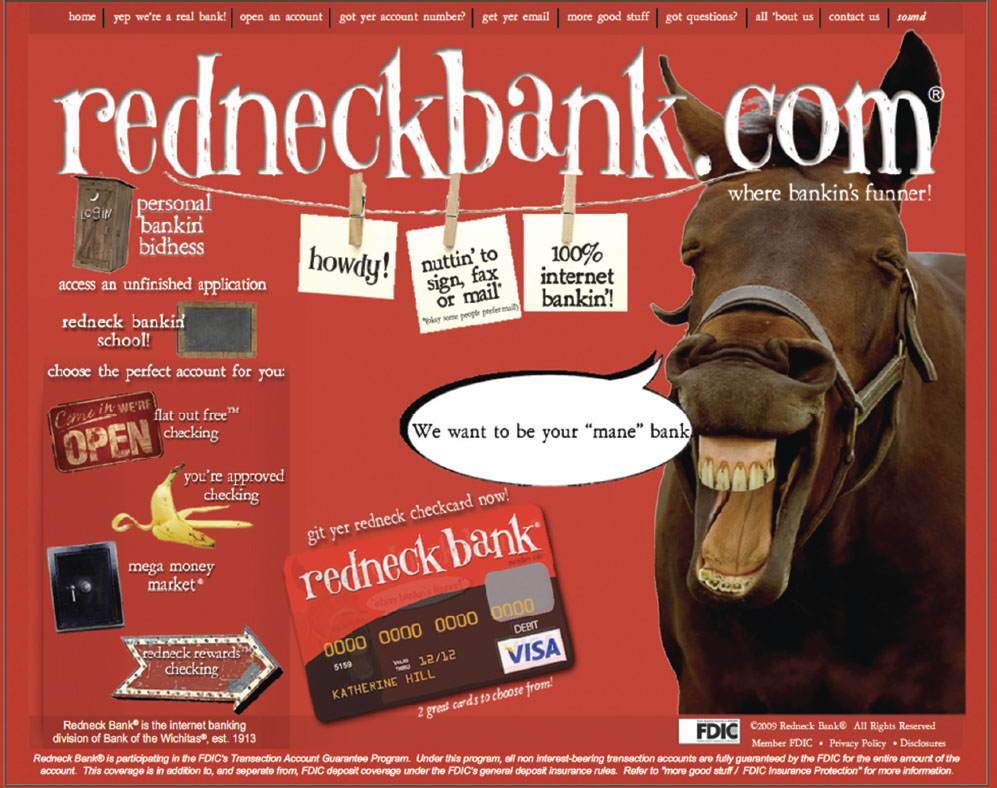 home
yep we're a real bank!
open an account
got yer account number?
get yer email
more good stuff
got questions?
all 'bout us
contact us
sound
redneckbank.com®
where bankin's funner!
LOGIN
personal
bankin'
bid'ness
access an unfinished application
redneck bankin'
school!
choose the perfect account for you:
Come in WE'RE
OPEN
flat out free™
checking
you're approved
checking
mega money
market®
redneck rewards™
checking
howdy!
nuttin' to
sign, fax
or mail*
*(okay some people prefer mail)
100%
internet
bankin'!
We want to be your "mane" bank
git yer redneck checkcard now!
redneck bank®
where bankin's funner!
0000 0000 0000 0000
5159
VALID
THRU
12/12
DEBIT
VISA
KATHERINE HILL
2 great cards to choose from!
Redneck Bank® is the internet banking
division of Bank of the Wichitas®, est. 1913
FDIC
©2009 Redneck Bank® All Rights Reserved
Member FDIC • Privacy Policy • Disclosures
Redneck Bank® is participating in the FDIC's Transaction Account Guarantee Program. Under this program, all non interest-bearing transaction accounts are fully guaranteed by the FDIC for the entire amount of the
account. This coverage is in addition to, and seperate from, FDIC deposit coverage under the FDIC's general deposit insurance rules. Refer to "more good stuff / FDIC Insurance Protection" for more information.